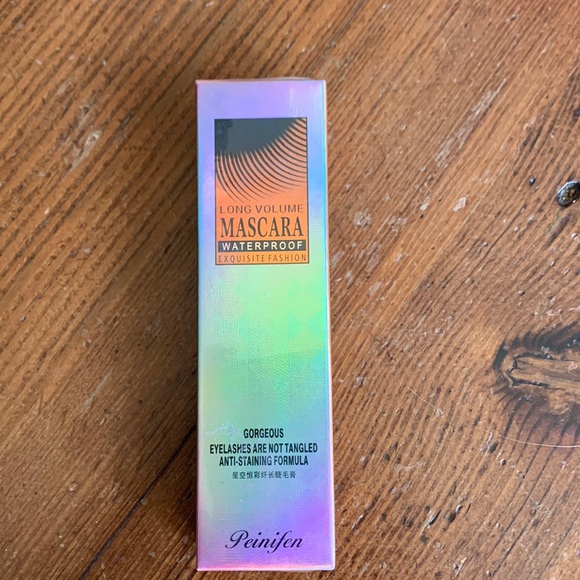 LONG VOLUME
MASCARA
WATERPROOF
EXQUISITE FASHION
GORGEOUS
EYELASHES ARE NOT TANGLED
ANTI-STAINING FORMULA
星空恒彩纤长睫毛膏
Peinifen